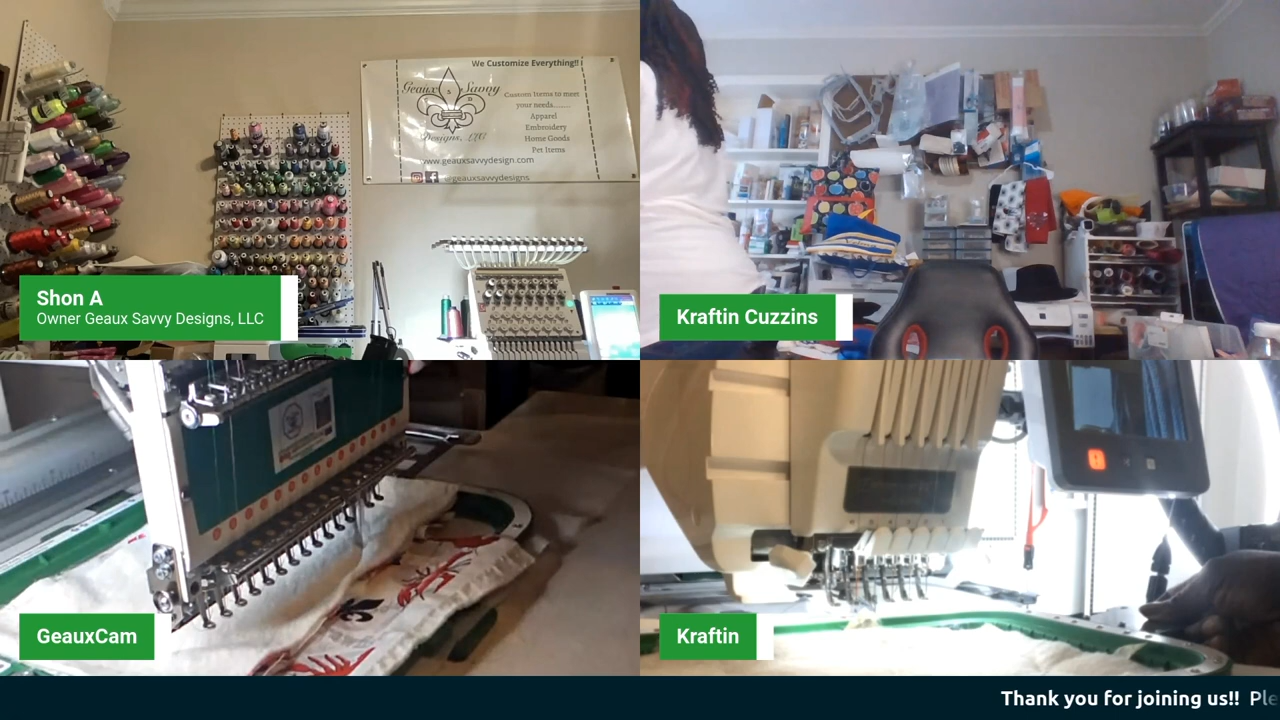 We Customize Everything!!
Geaux Savvy
Designs, LLC
Custom Items to meet
your needs.........
Apparel
Embroidery
Home Goods
Pet Items
www.geauxsavvydesign.com
@geauxsavvydesigns
Shon A
Owner Geaux Savvy Designs, LLC
Kraftin Cuzzins
GeauxCam
Kraftin
Thank you for joining us!! Ple